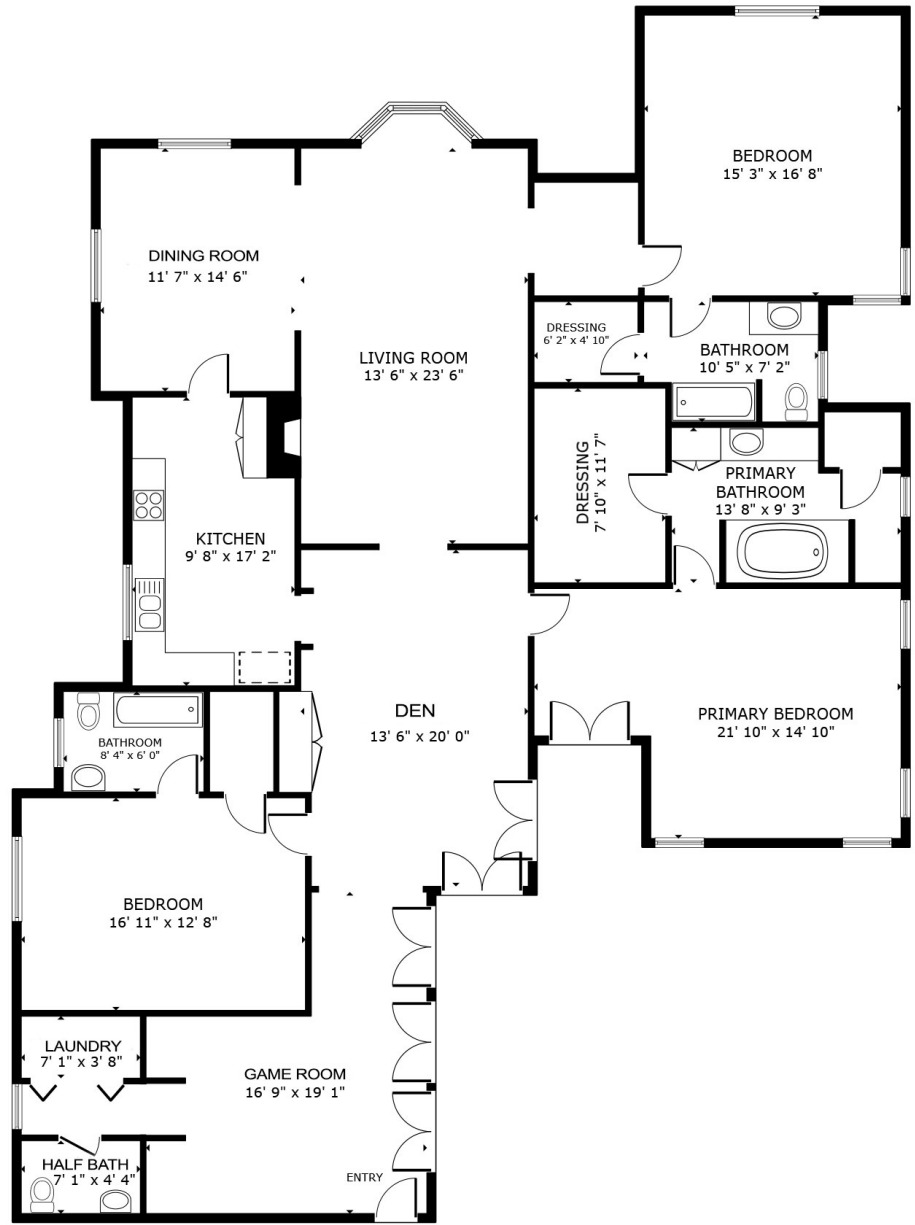 BEDROOM
15' 3" x 16' 8"
DINING ROOM
11' 7" x 14' 6"
LIVING ROOM
13' 6" x 23' 6"
DRESSING
6' 2" x 4' 10"
BATHROOM
10' 5" x 7' 2"
DRESSING
7' 10" x 11' 7"
PRIMARY
BATHROOM
13' 8" x 9' 3"
KITCHEN
9' 8" x 17' 2"
DEN
13' 6" x 20' 0"
PRIMARY BEDROOM
21' 10" x 14' 10"
BATHROOM
8' 4" x 6' 0"
BEDROOM
16' 11" x 12' 8"
LAUNDRY
7' 1" x 3' 8"
GAME ROOM
16' 9" x 19' 1"
HALF BATH
7' 1" x 4' 4"
ENTRY